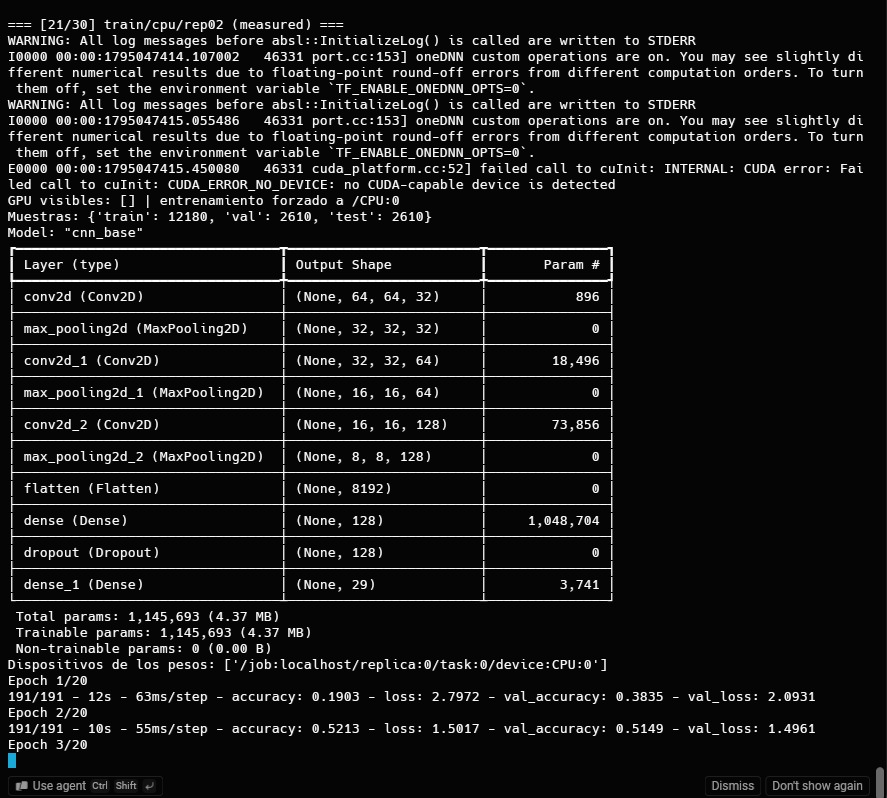 === [21/30] train/cpu/rep02 (measured) ===
WARNING: All log messages before absl::InitializeLog() is called are written to STDERR
I0000 00:00:1795047414.107002   46331 port.cc:153] oneDNN custom operations are on. You may see slightly di
fferent numerical results due to floating-point round-off errors from different computation orders. To turn
 them off, set the environment variable `TF_ENABLE_ONEDNN_OPTS=0`.
WARNING: All log messages before absl::InitializeLog() is called are written to STDERR
I0000 00:00:1795047415.055486   46331 port.cc:153] oneDNN custom operations are on. You may see slightly di
fferent numerical results due to floating-point round-off errors from different computation orders. To turn
 them off, set the environment variable `TF_ENABLE_ONEDNN_OPTS=0`.
E0000 00:00:1795047415.450080   46331 cuda_platform.cc:52] failed call to cuInit: INTERNAL: CUDA error: Fai
led call to cuInit: CUDA_ERROR_NO_DEVICE: no CUDA-capable device is detected
GPU visibles: [] | entrenamiento forzado a /CPU:0
Muestras: {'train': 12180, 'val': 2610, 'test': 2610}
Model: "cnn_base"
Layer (type) Output Shape Param #
conv2d (Conv2D) (None, 64, 64, 32) 896
max_pooling2d (MaxPooling2D) (None, 32, 32, 32) 0
conv2d_1 (Conv2D) (None, 32, 32, 64) 18,496
max_pooling2d_1 (MaxPooling2D) (None, 16, 16, 64) 0
conv2d_2 (Conv2D) (None, 16, 16, 128) 73,856
max_pooling2d_2 (MaxPooling2D) (None, 8, 8, 128) 0
flatten (Flatten) (None, 8192) 0
dense (Dense) (None, 128) 1,048,704
dropout (Dropout) (None, 128) 0
dense_1 (Dense) (None, 29) 3,741
Total params: 1,145,693 (4.37 MB)
Trainable params: 1,145,693 (4.37 MB)
Non-trainable params: 0 (0.00 B)
Dispositivos de los pesos: ['/job:localhost/replica:0/task:0/device:CPU:0']
Epoch 1/20
191/191 - 12s - 63ms/step - accuracy: 0.1903 - loss: 2.7972 - val_accuracy: 0.3835 - val_loss: 2.0931
Epoch 2/20
191/191 - 10s - 55ms/step - accuracy: 0.5213 - loss: 1.5017 - val_accuracy: 0.5149 - val_loss: 1.4961
Epoch 3/20
Use agent Ctrl Shift ⏎ Dismiss Don't show again